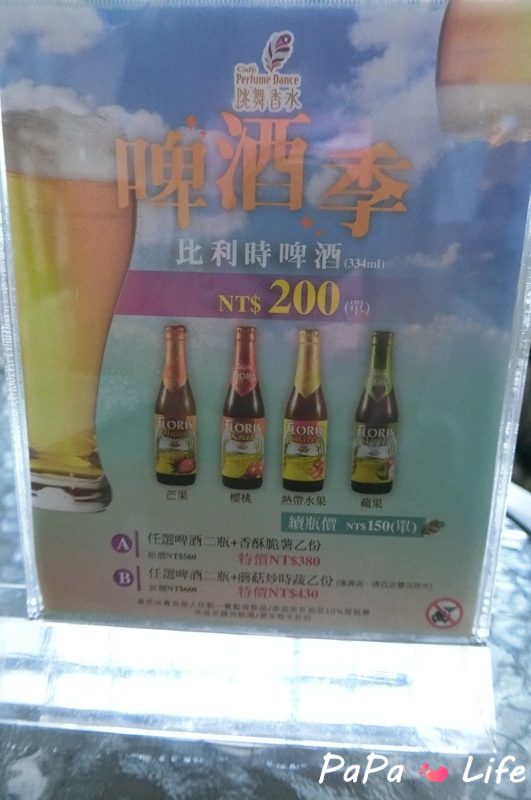 Café
Perfume Dance
跳舞香水
啤酒季
比利時啤酒(334ml)
NT$ 200(單)
FLORIS FLORIS FLORIS FLORIS
芒果 櫻桃 熱帶水果 蘋果
續瓶價 NT$150(單)
A 任選啤酒二瓶+香酥脆薯乙份
原價NT$560 特價NT$380
B 任選啤酒二瓶+蘑菇炒時蔬乙份
原價NT$660 特價NT$430
PaPa Life